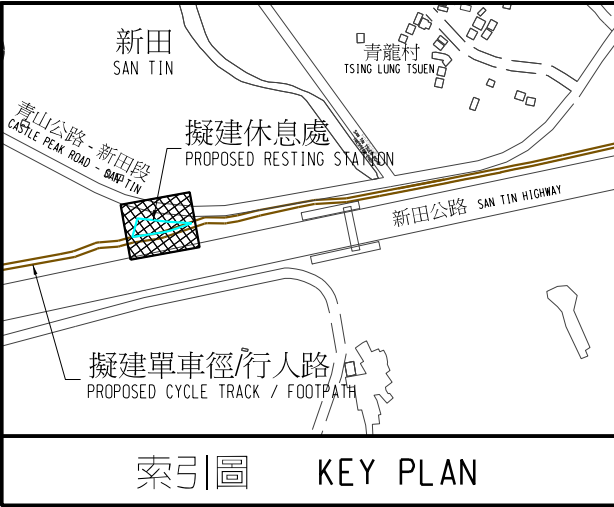 新田
SAN TIN
青龍村
TSING LUNG TSUEN
青山公路 - 新田段
CASTLE PEAK ROAD - SAN TIN
擬建休息處
PROPOSED RESTING STATION
新田公路 SAN TIN HIGHWAY
擬建單車徑/行人路
PROPOSED CYCLE TRACK / FOOTPATH
索引圖 KEY PLAN